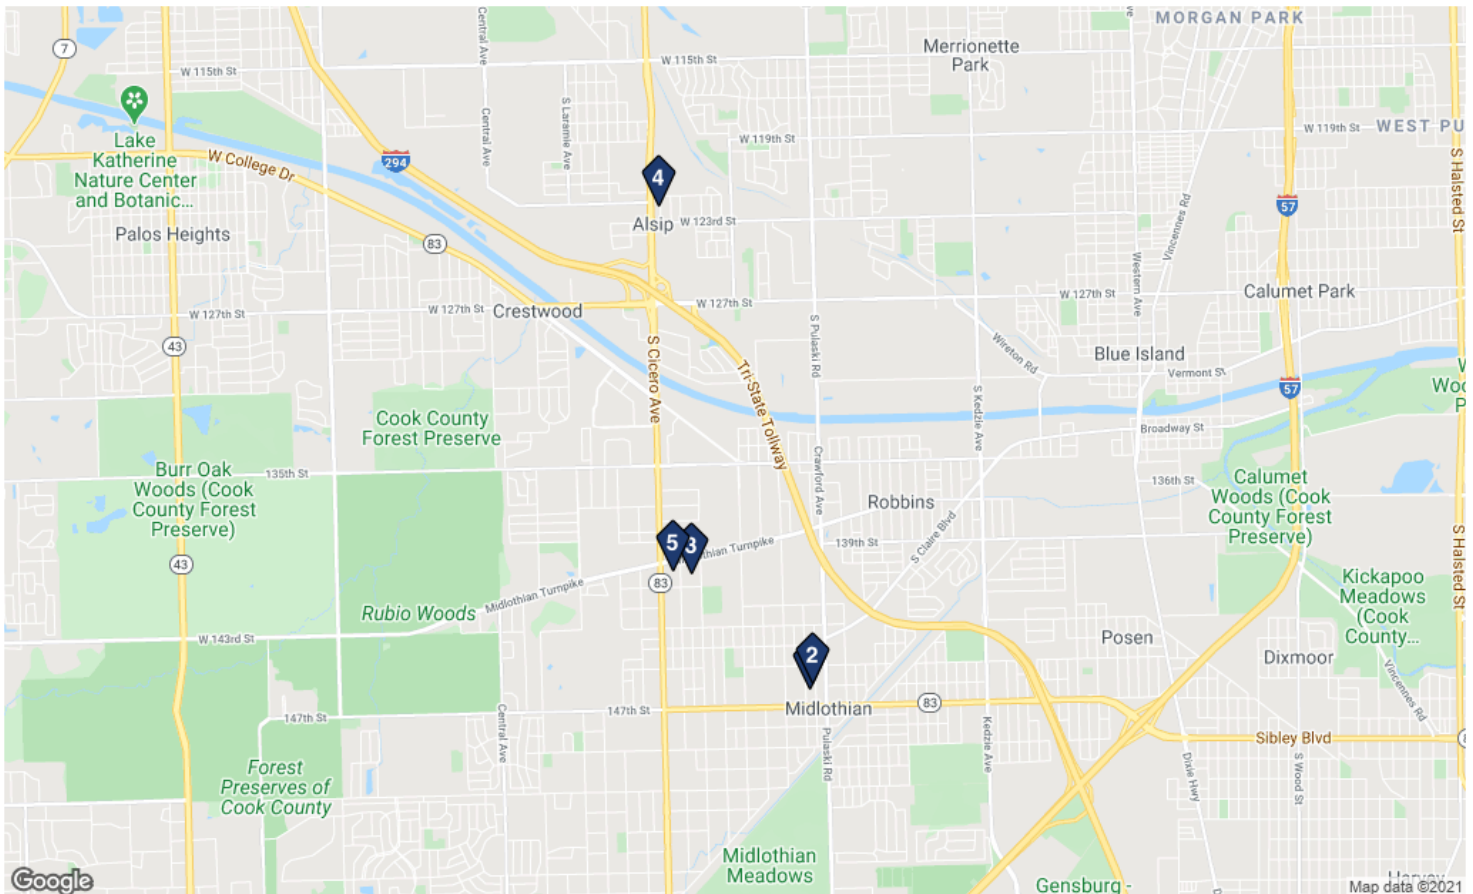 MORGAN PARK
Central Ave
Merrionette
Park
7
W 115th St
W 115th St
S Laramie Ave
Central Ave
Lake
Katherine
Nature Center
and Botanic...
W College Dr
294
W 119th St
W 119th St
WEST PU
S Halsted St
4
Alsip
W 123rd St
57
Vincennes Rd
Palos Heights
83
Western Ave
W 127th St
W 127th St
W 127th St
Crestwood
Calumet Park
43
S Cicero Ave
S Pulaski Rd
Wireton Rd
Blue Island
Vermont St
Tri-State Tollway
57
Woo
S Kedzie Ave
Cook County
Forest Preserve
Broadway St
135th St
Crawford Ave
Burr Oak
Woods (Cook
County Forest
Preserve)
136th St
Calumet
Woods (Cook
County Forest
Preserve)
Robbins
S Claire Blvd
5
3
Midlothian Turnpike
139th St
43
83
Midlothian Turnpike
S Halsted St
Kickapoo
Meadows
(Cook
County...
Rubio Woods
W 143rd St
2
Posen
Dixmoor
Vincennes Rd
147th St
147th St
Midlothian
83
Central Ave
Pulaski Rd
Kedzie Ave
Sibley Blvd
Dixie Hwy
S Wood St
Forest
Preserves of
Cook County
Midlothian
Meadows
Gensburg -
Harvey
Google
Map data ©2021